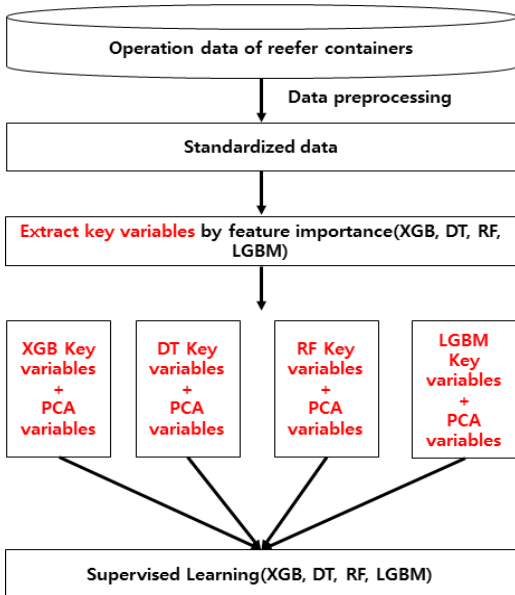 Operation data of reefer containers
Data preprocessing
Standardized data
Extract key variables by feature importance(XGB, DT, RF,
LGBM)
XGB Key
variables
+
PCA
variables
DT Key
variables
+
PCA
variables
RF Key
variables
+
PCA
variables
LGBM
Key
variables
+
PCA
variables
Supervised Learning(XGB, DT, RF, LGBM)